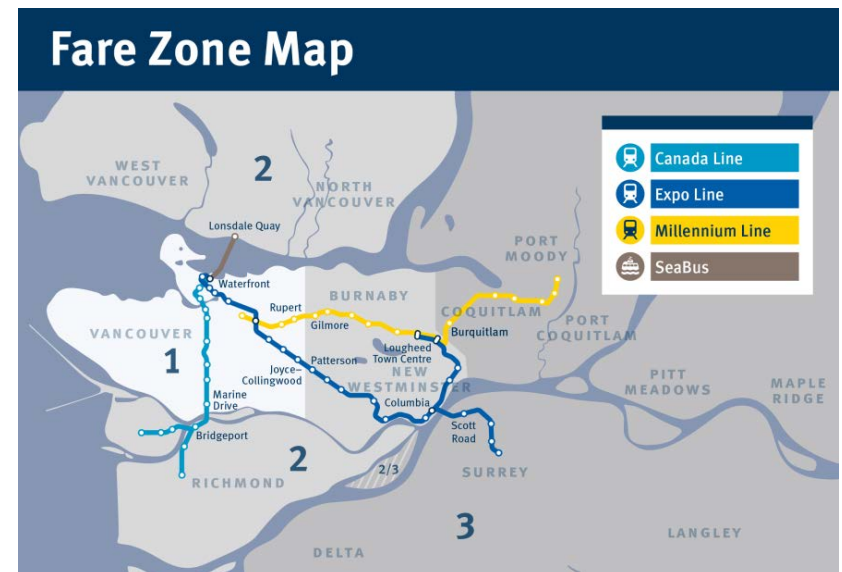 Fare Zone Map
Canada Line
Expo Line
Millennium Line
SeaBus
WEST
VANCOUVER
2
NORTH
VANCOUVER
Lonsdale Quay
PORT
MOODY
Waterfront
BURNABY
Rupert
Gilmore
COQUITLAM
Burquitlam
PORT
COQUITLAM
VANCOUVER
1
Lougheed
Town Centre
Patterson
Joyce–
Collingwood
NEW
WESTMINSTER
PITT
MEADOWS
MAPLE
RIDGE
Marine
Drive
Columbia
Bridgeport
Scott
Road
2
2/3
RICHMOND
SURREY
3
LANGLEY
DELTA